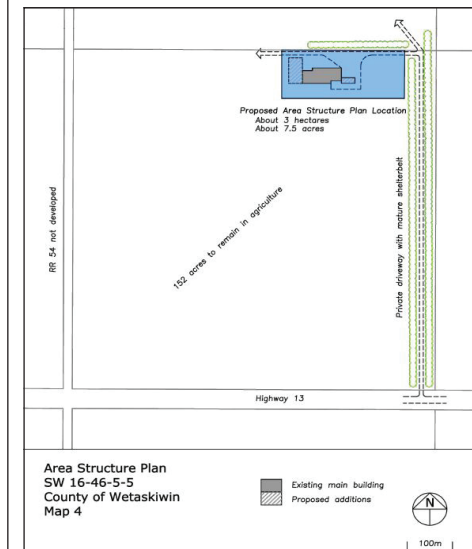 Proposed Area Structure Plan Location
About 3 hectares
About 7.5 acres
RR 54 not developed
152 acres to remain in agriculture
Private driveway with mature shelterbelt
Highway 13
Area Structure Plan
SW 16-46-5-5
County of Wetaskiwin
Map 4
Existing main building
Proposed additions
N
100m